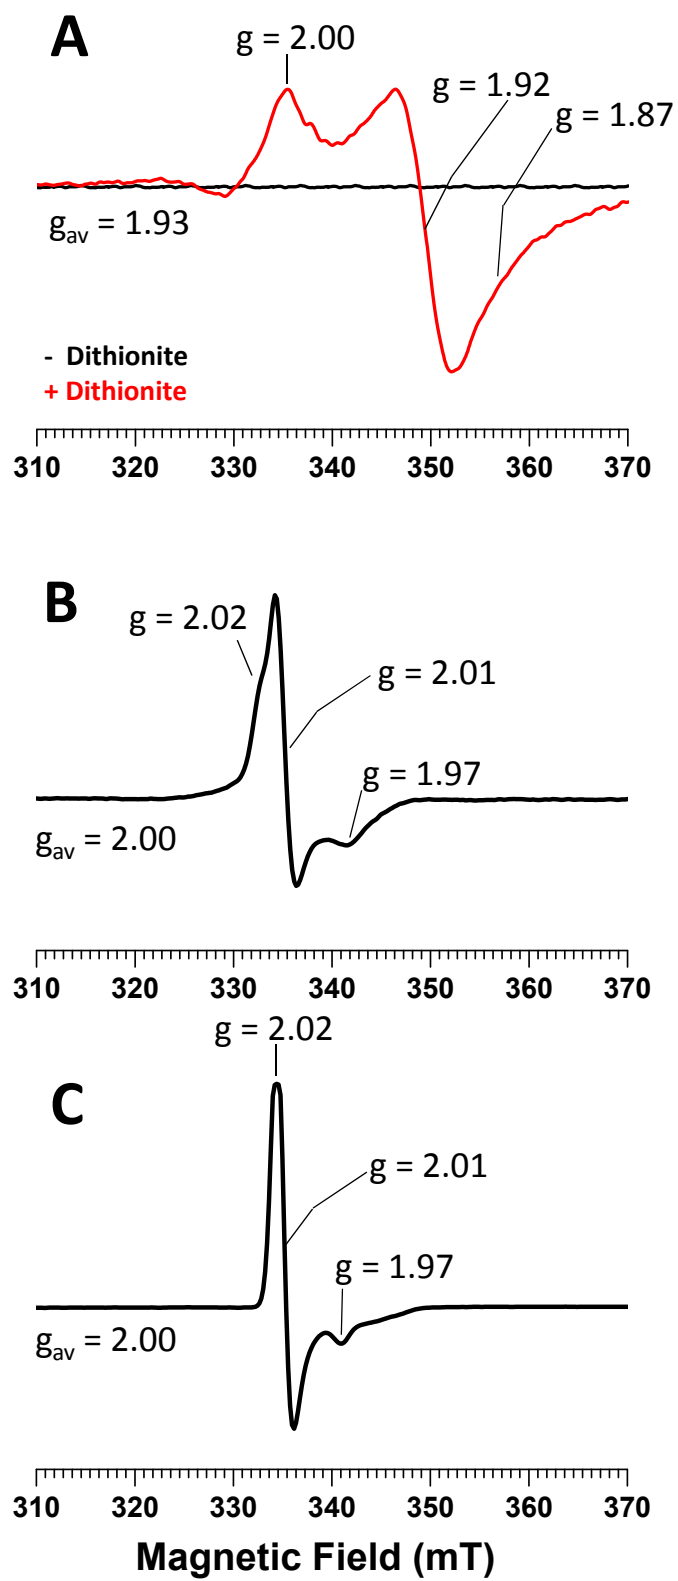 A
g = 2.00
g = 1.92
g = 1.87
gav = 1.93
- Dithionite
+ Dithionite
310 320 330 340 350 360 370
B
g = 2.02
g = 2.01
g = 1.97
gav = 2.00
310 320 330 340 350 360 370
g = 2.02
C
g = 2.01
g = 1.97
gav = 2.00
310 320 330 340 350 360 370
Magnetic Field (mT)